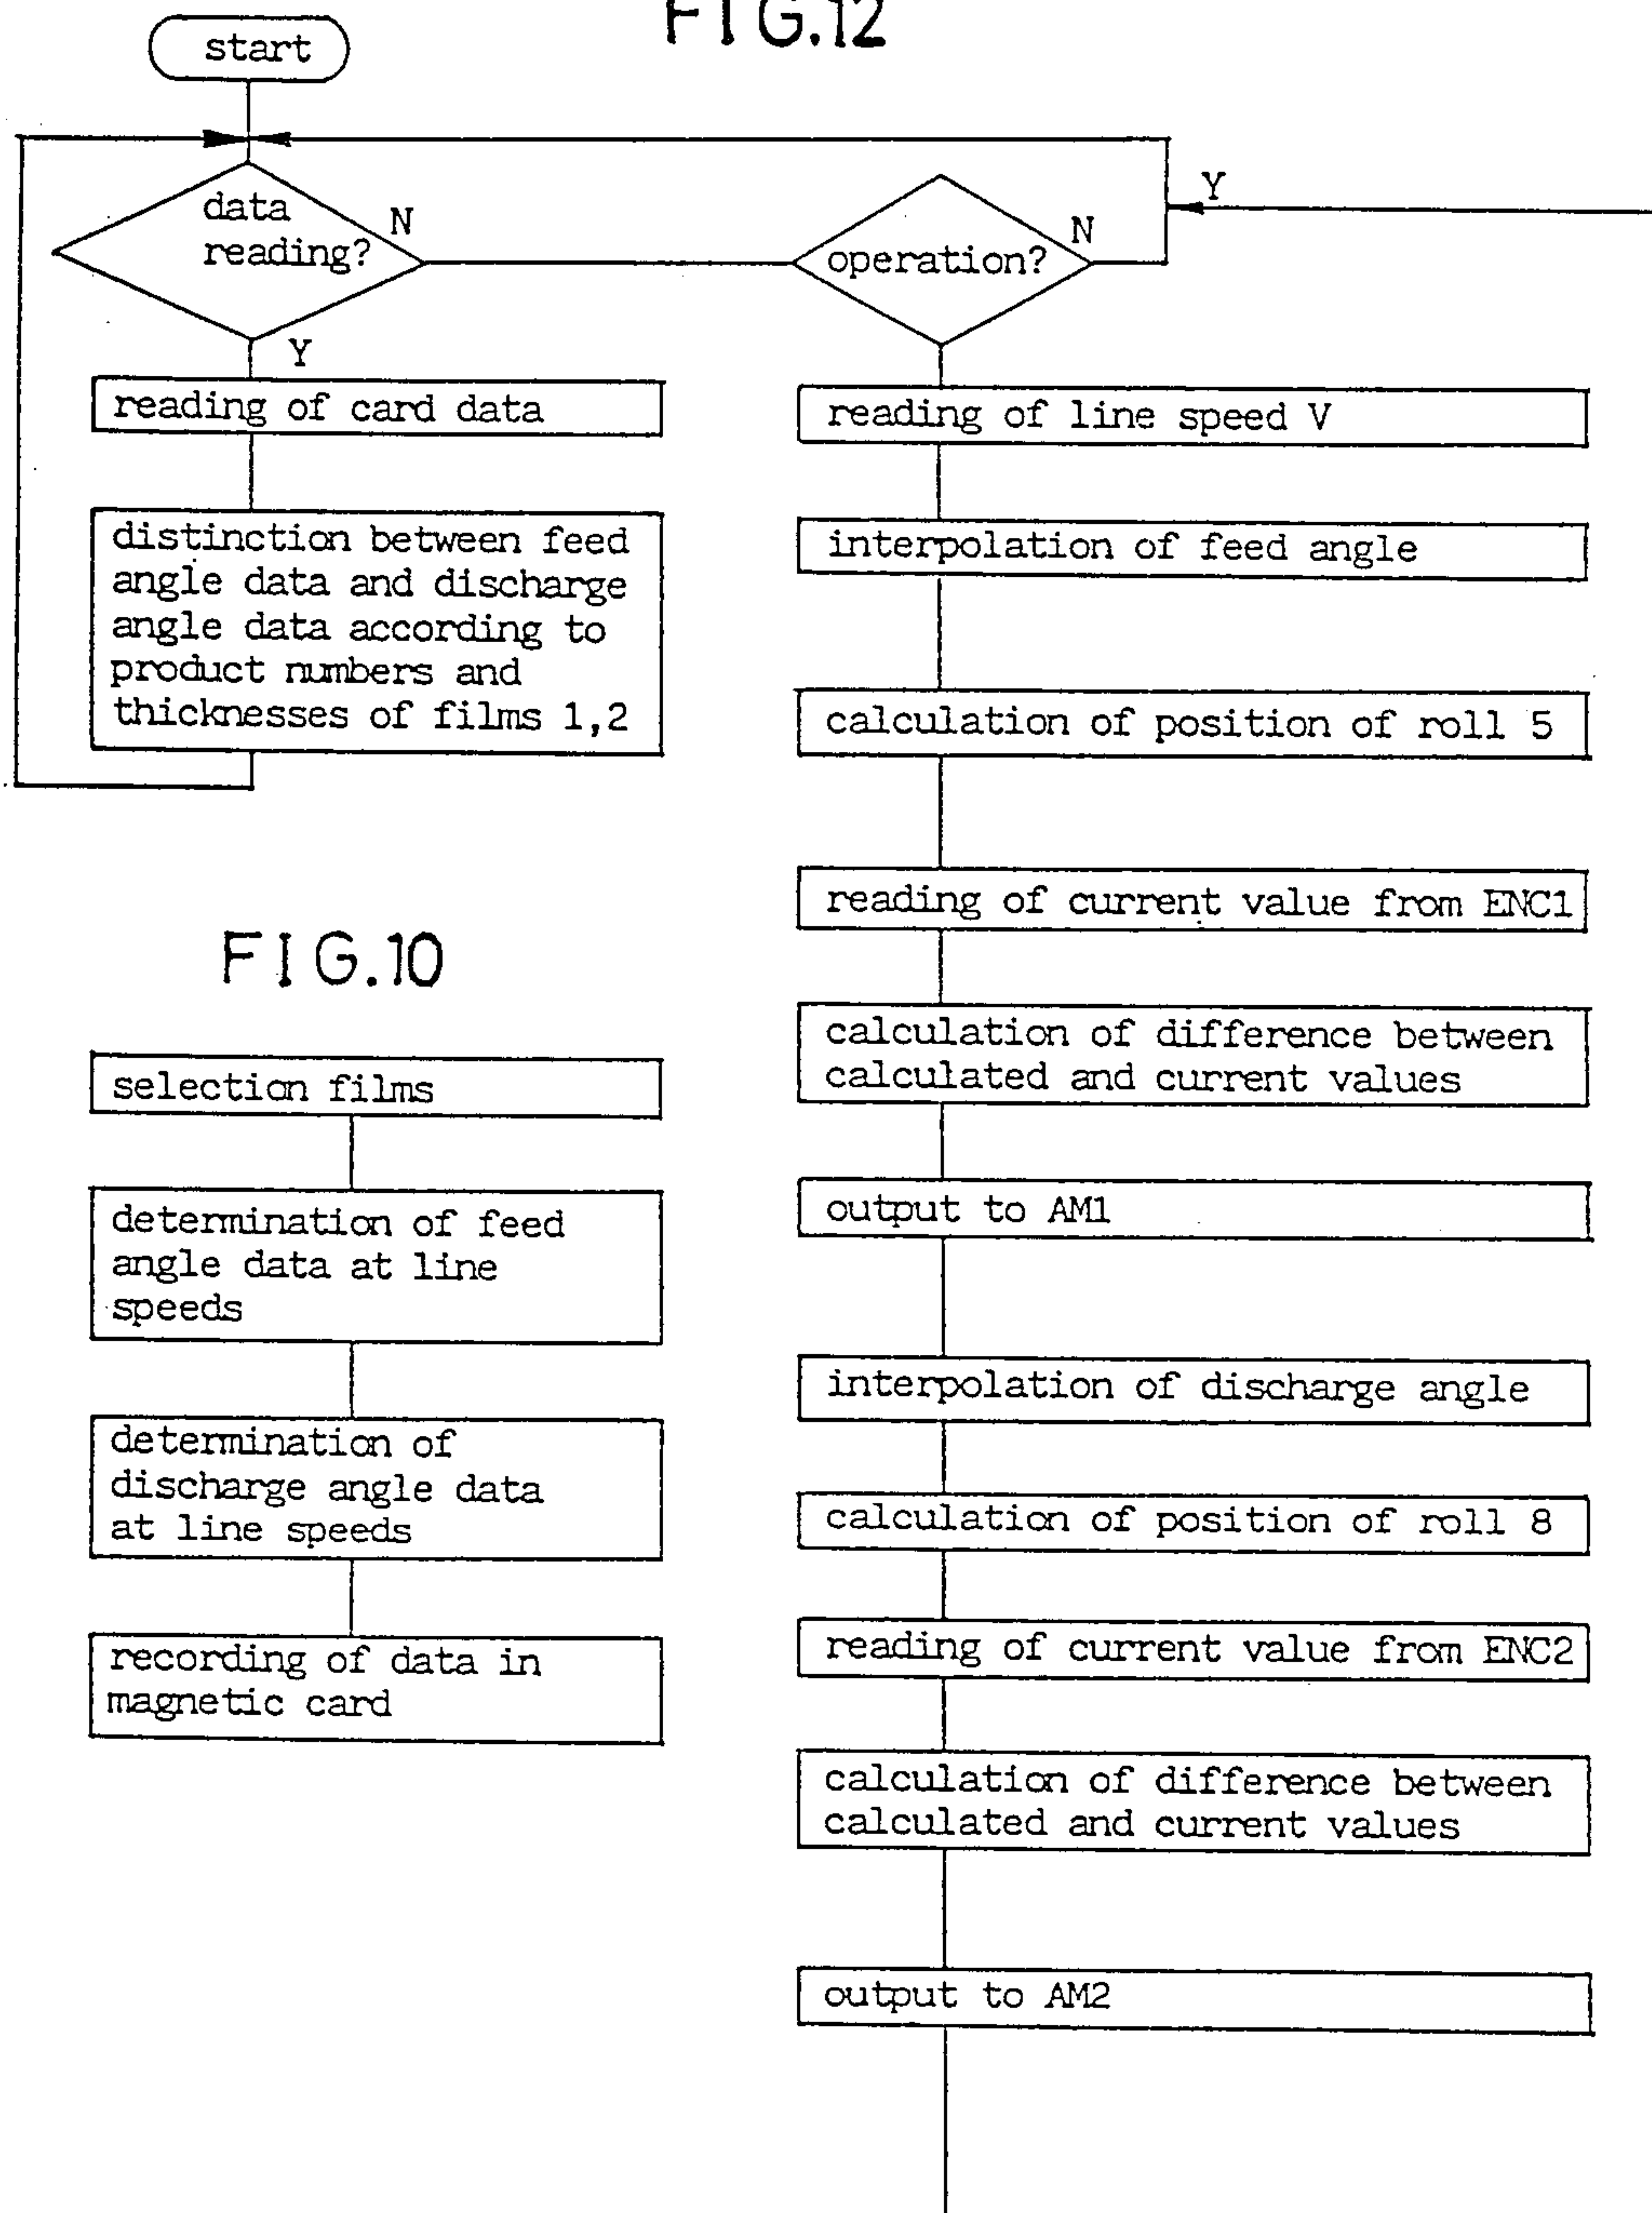 FIG.12
start
data
reading?
N
Y
operation?
N
Y
reading of card data
distinction between feed
angle data and discharge
angle data according to
product numbers and
thicknesses of films 1,2
reading of line speed V
interpolation of feed angle
calculation of position of roll 5
reading of current value from ENC1
calculation of difference between
calculated and current values
output to AM1
interpolation of discharge angle
calculation of position of roll 8
reading of current value from ENC2
calculation of difference between
calculated and current values
output to AM2
FIG.10
selection films
determination of feed
angle data at line
speeds
determination of
discharge angle data
at line speeds
recording of data in
magnetic card